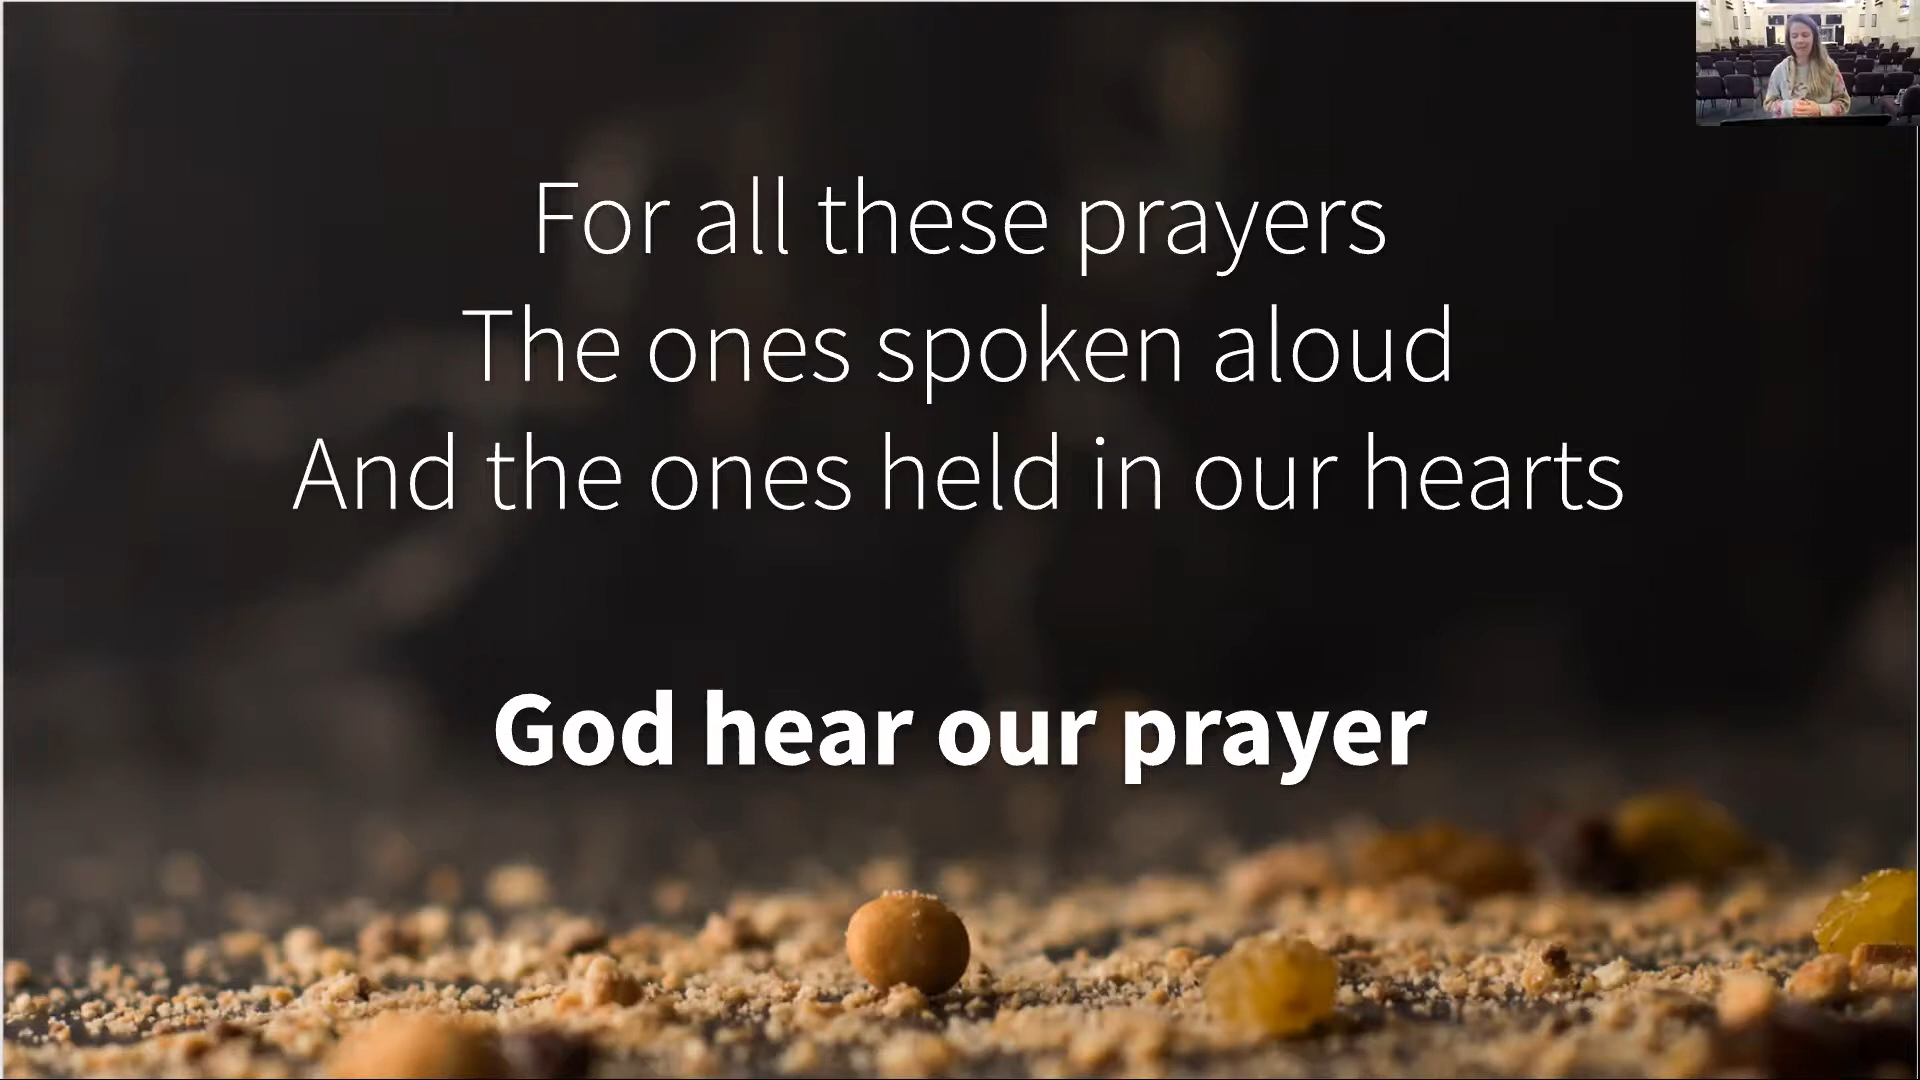 For all these prayers
The ones spoken aloud
And the ones held in our hearts
God hear our prayer